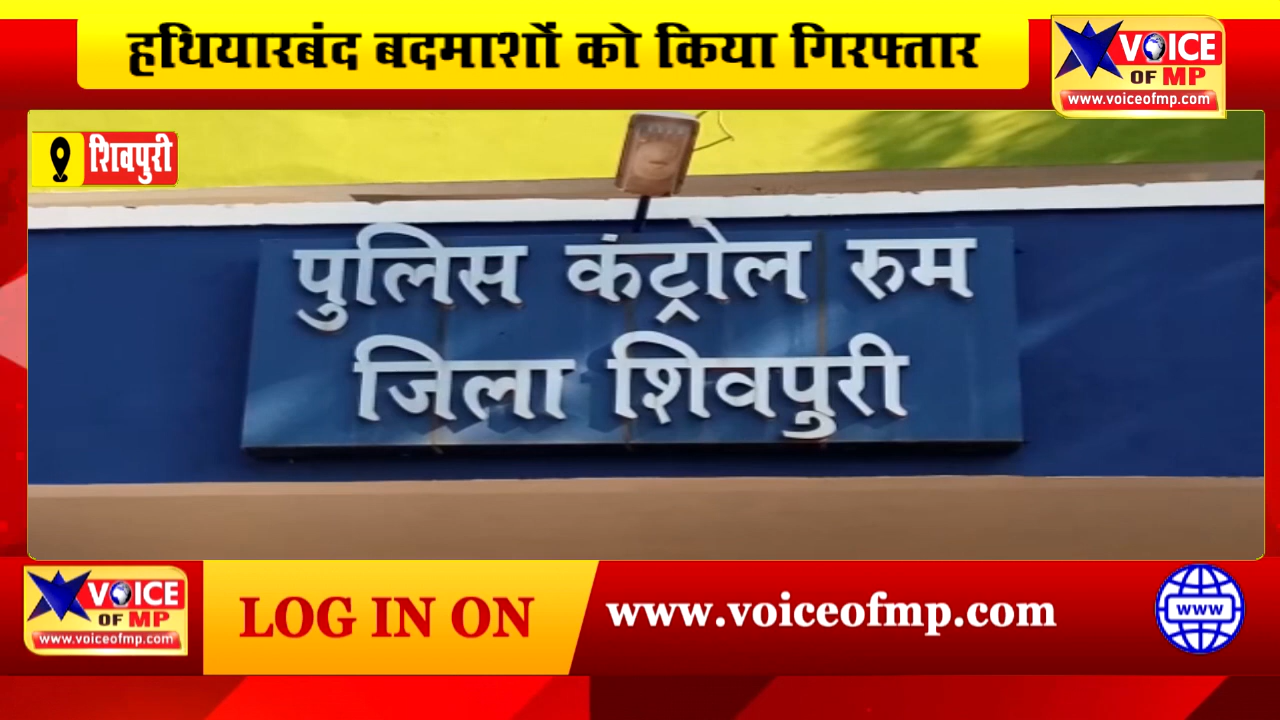 हथियारबंद बदमाशों को किया गिरफ्तार
VOICE
OF MP
www.voiceofmp.com
शिवपुरी
पुलिस कंट्रोल रुम
जिला शिवपुरी
VOICE
OF MP
www.voiceofmp.com
LOG IN ON
www.voiceofmp.com
www